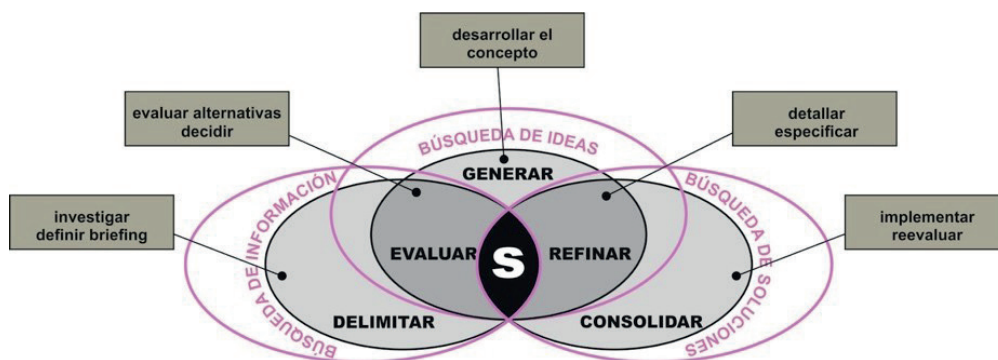 desarrollar el
concepto
evaluar alternativas
decidir
detallar
especificar
BÚSQUEDA DE IDEAS
GENERAR
investigar
definir briefing
BÚSQUEDA DE INFORMACIÓN
BÚSQUEDA DE SOLUCIONES
implementar
reevaluar
EVALUAR
S
REFINAR
DELIMITAR
CONSOLIDAR